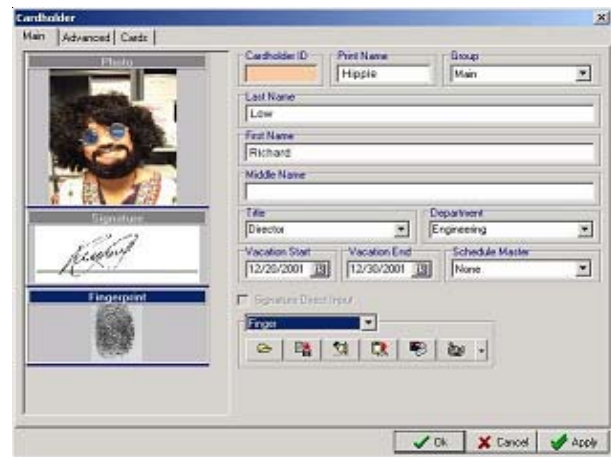 Cardholder
Main Advanced Cards
Photo
Signature
Fingerprint
Cardholder ID Print Name Group
Hippie Main
Last Name
Low
First Name
Richard
Middle Name
Title Department
Director Engineering
Vacation Start Vacation End Schedule Master
12/20/2001 12/30/2001 None
Signature Direct Input
Finger
Ok Cancel Apply